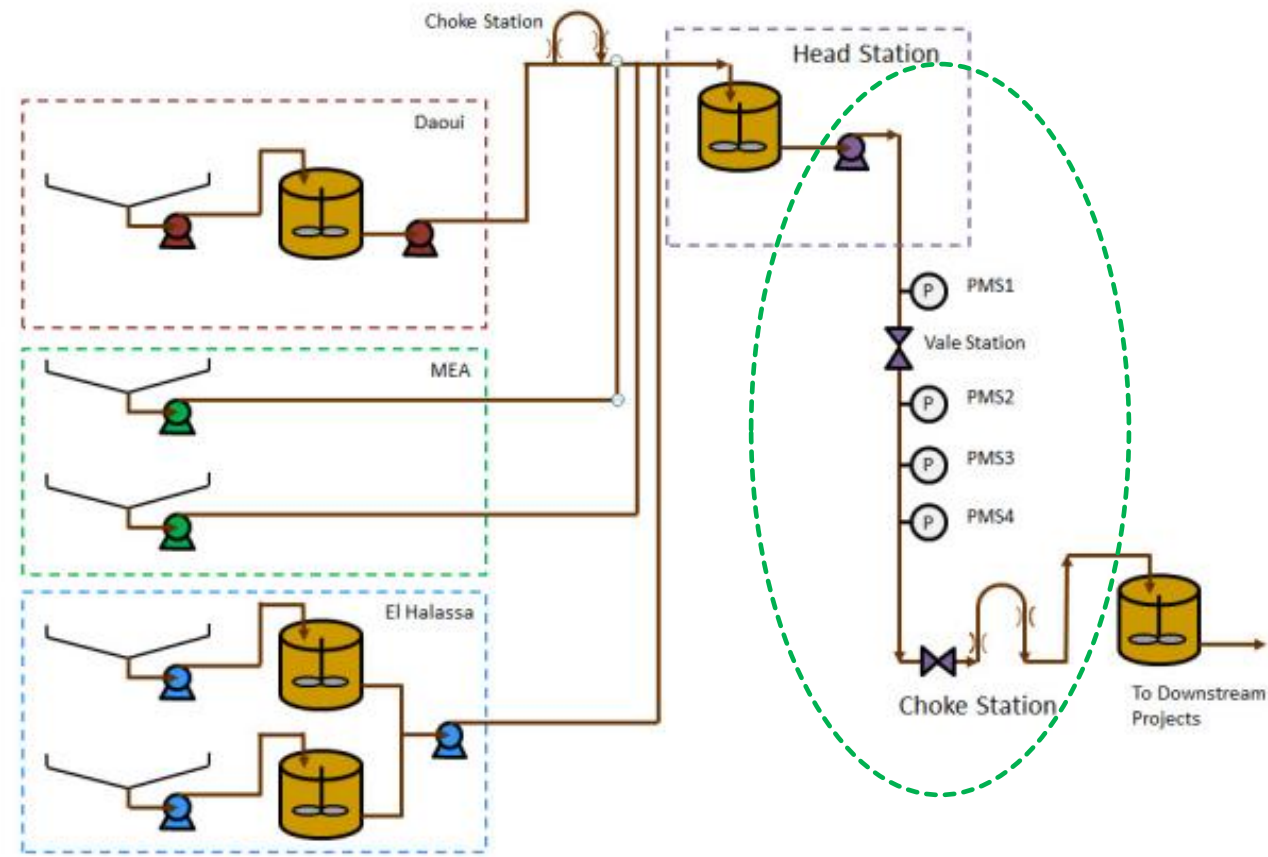 Choke Station
Head Station
Daoui
P PMS1
Vale Station
MEA
P PMS2
P PMS3
P PMS4
El Halassa
Choke Station
To Downstream
Projects